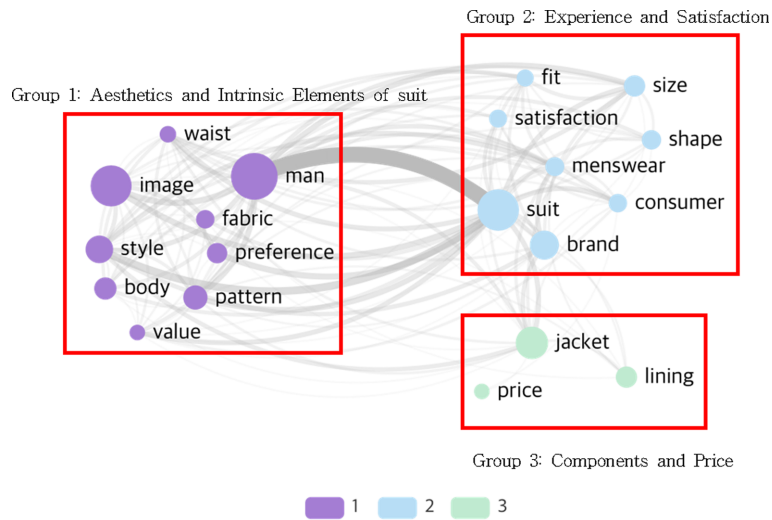 Group 2: Experience and Satisfaction
fit
size
satisfaction
shape
menswear
consumer
suit
brand
Group 1: Aesthetics and Intrinsic Elements of suit
waist
man
image
fabric
style
preference
body
pattern
value
jacket
lining
price
Group 3: Components and Price
1 2 3